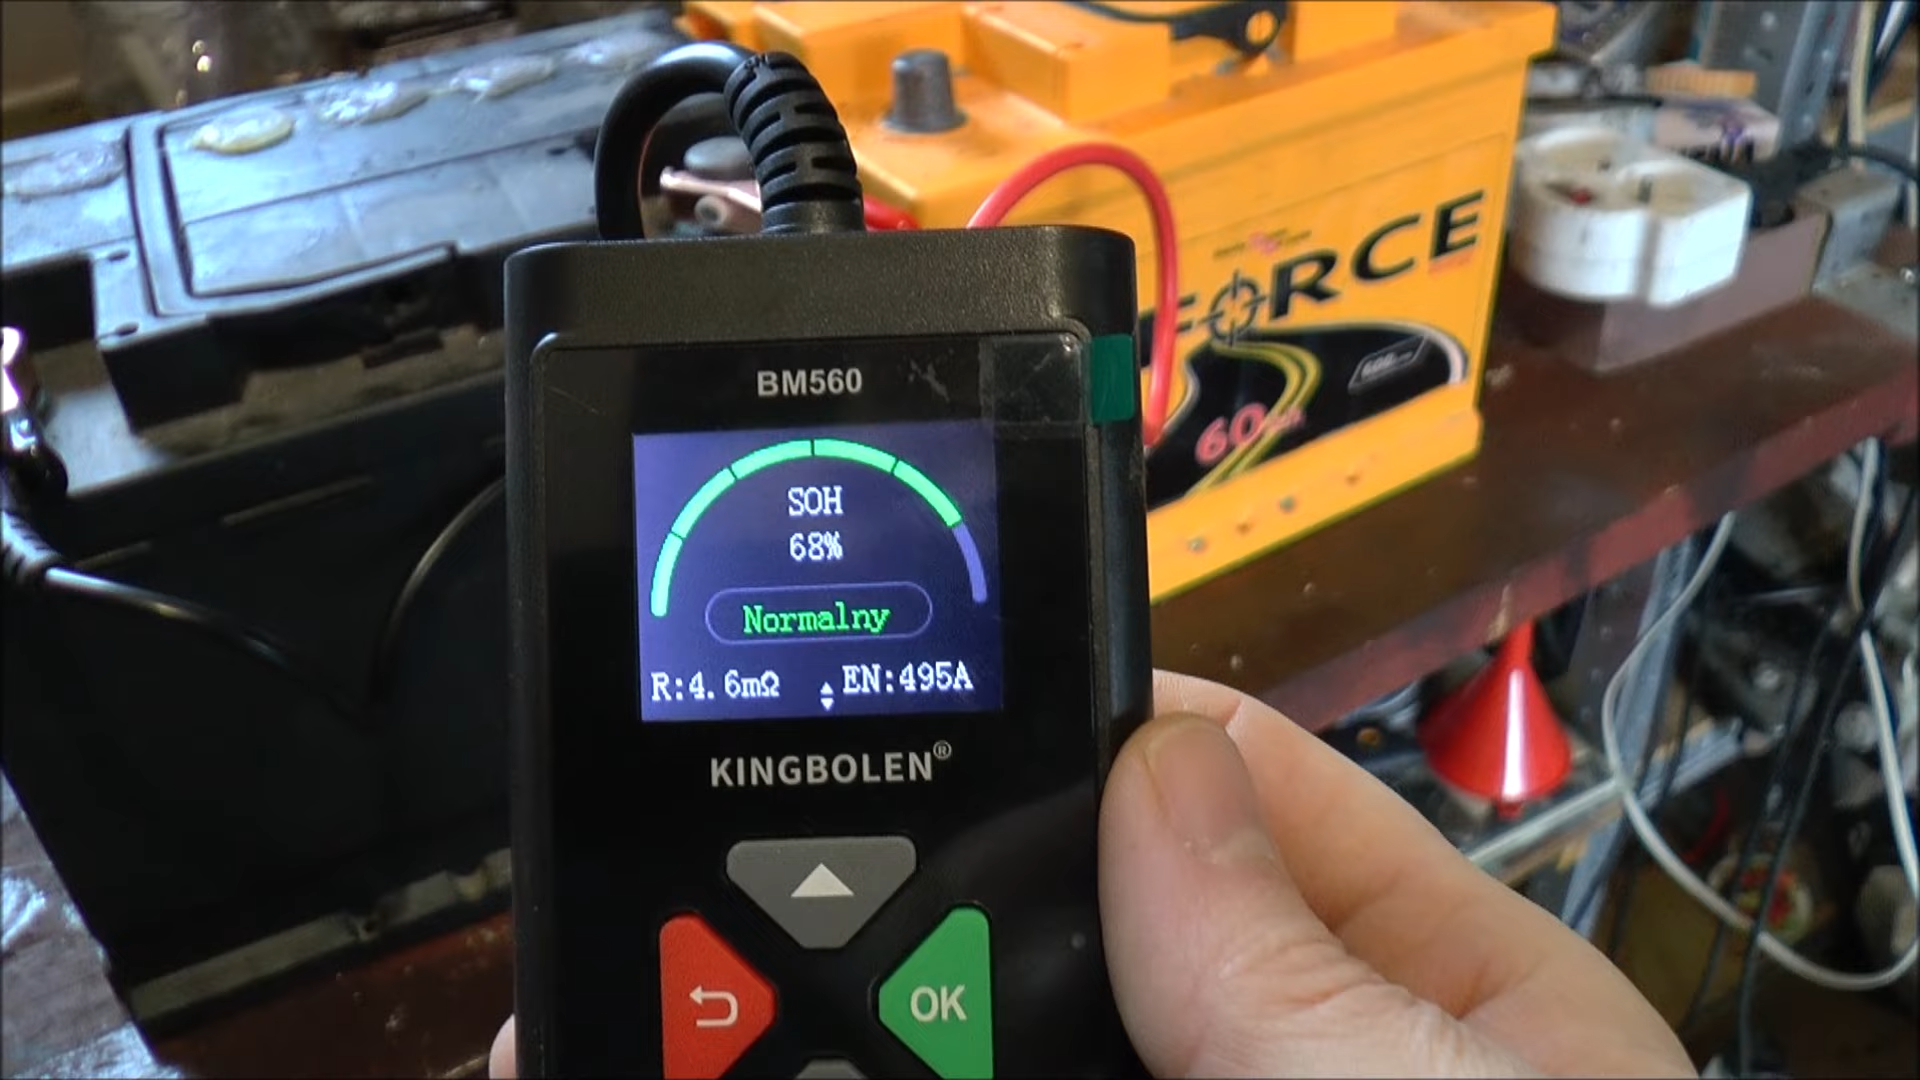 BM560
SOH
68%
Normalny
R:4.6mΩ
EN:495A
KINGBOLEN®
OK
FORCE
60